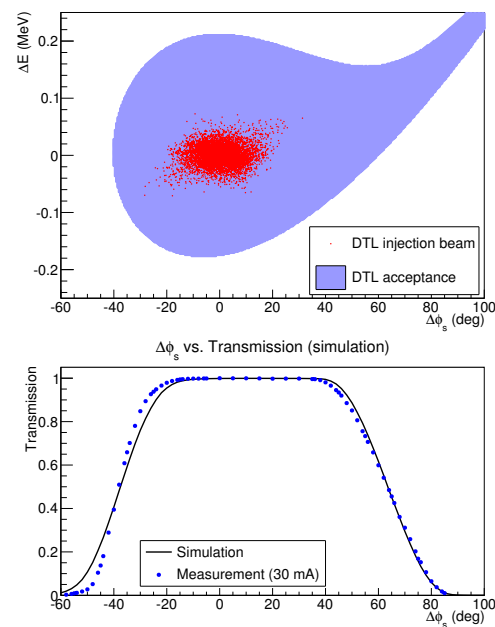 ΔE (MeV)
0.2
0.1
0
-0.1
-0.2
DTL injection beam
DTL acceptance
-60 -40 -20 0 20 40 60 80 100
Δϕs (deg)
Δϕs vs. Transmission (simulation)
Transmission
1
0.8
0.6
0.4
0.2
0
Simulation
Measurement (30 mA)
-60 -40 -20 0 20 40 60 80 100
Δϕs (deg)